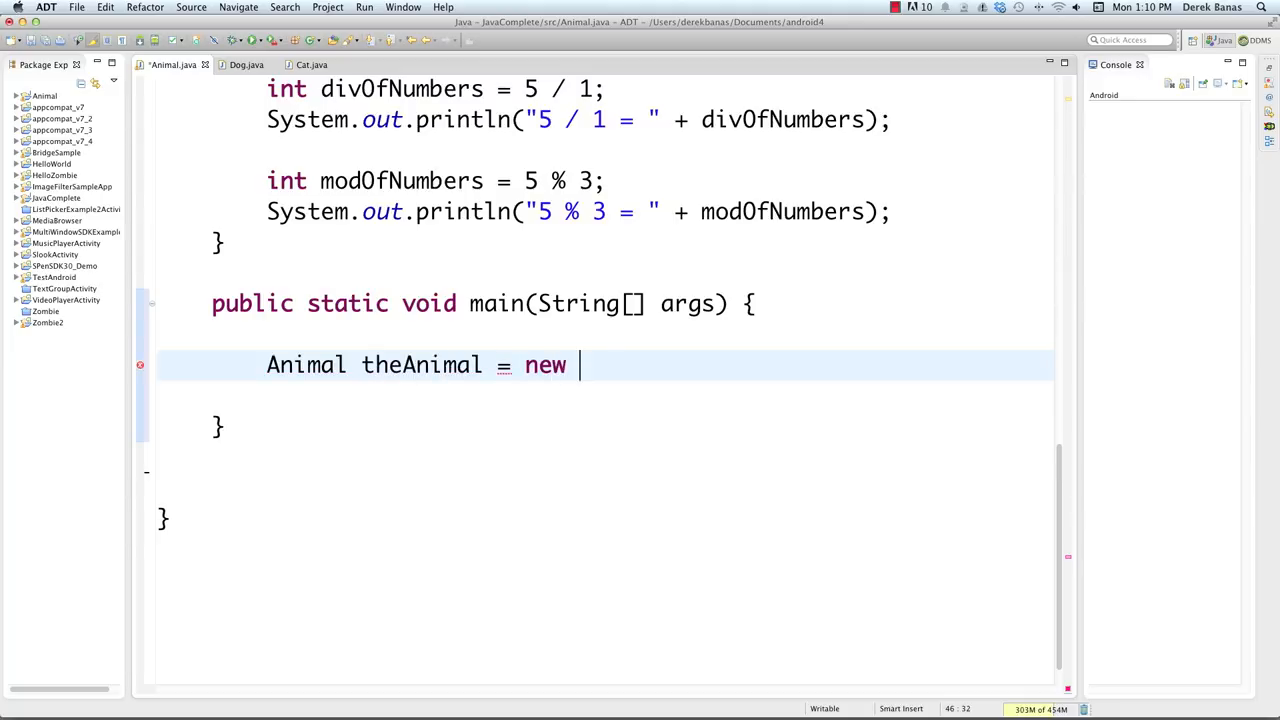 ADT File Edit Refactor Source Navigate Search Project Run Window Help 10 Mon 1:10 PM Derek Banas
Java - JavaComplete/src/Animal.java - ADT - /Users/derekbanas/Documents/android4
Quick Access Java DDMS
Package Exp *Animal.java Dog.java Cat.java Console
Android
Animal
appcompat_v7
appcompat_v7_2
appcompat_v7_3
appcompat_v7_4
BridgeSample
HelloWorld
HelloZombie
ImageFilterSampleApp
JavaComplete
ListPickerExample2Activi
MediaBrowser
MultiWindowSDKExample
MusicPlayerActivity
SlookActivity
SPenSDK30_Demo
TestAndroid
TextGroupActivity
VideoPlayerActivity
Zombie
Zombie2
int divOfNumbers = 5 / 1;
System.out.println("5 / 1 = " + divOfNumbers);
int modOfNumbers = 5 % 3;
System.out.println("5 % 3 = " + modOfNumbers);
}
public static void main(String[] args) {
Animal theAnimal = new
}
}
Writable Smart Insert 46 : 32 303M of 454M